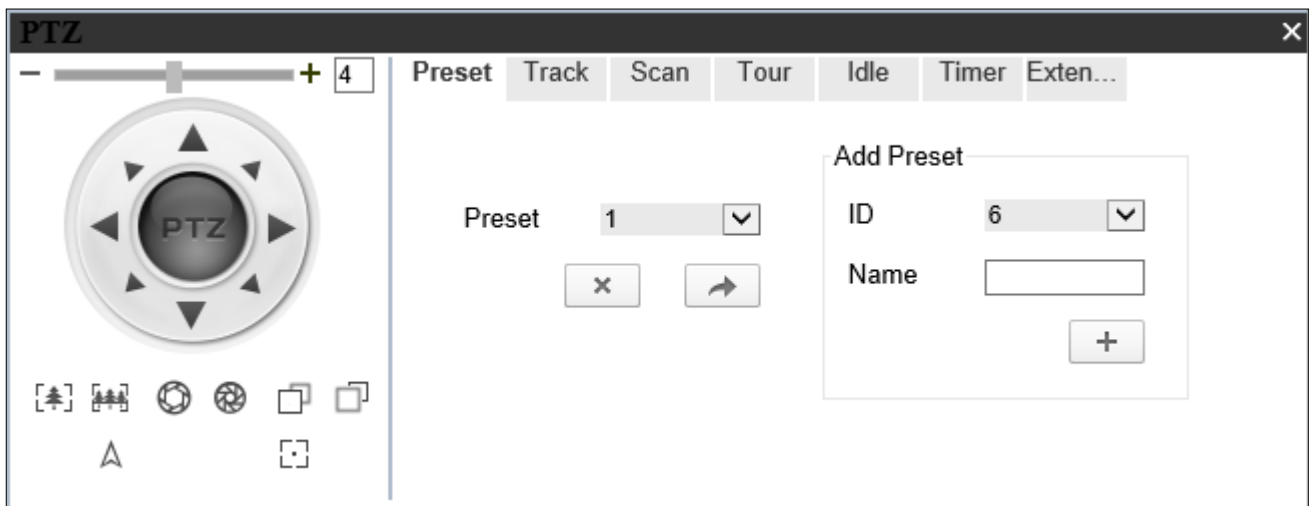 PTZ
4
Preset Track Scan Tour Idle Timer Exten...
Add Preset
Preset 1
ID 6
PTZ
Name